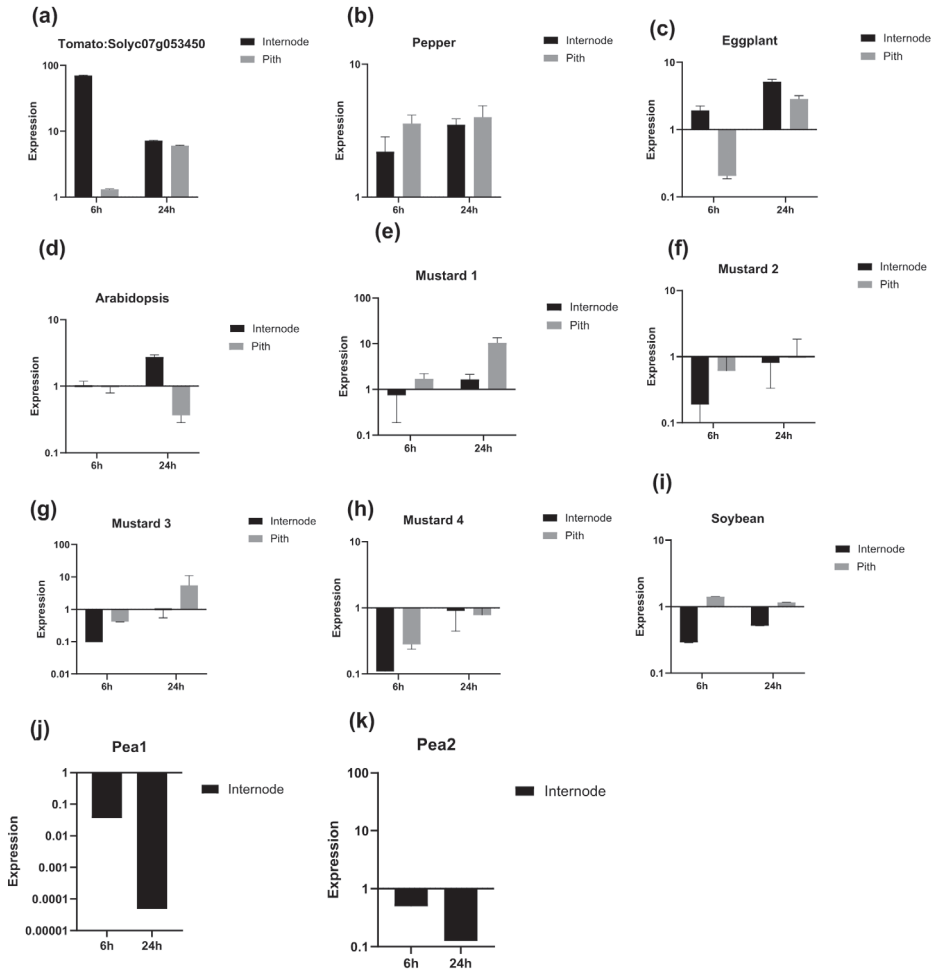 (a)
Tomato:Solyc07g053450
Internode
Pith
Expression
100
10
1
6h
24h
(b)
Pepper
Internode
Pith
Expression
10
1
6h
24h
(c)
Eggplant
Internode
Pith
Expression
10
1
0.1
6h
24h
(d)
Arabidopsis
Internode
Pith
Expression
10
1
0.1
6h
24h
(e)
Mustard 1
Internode
Pith
Expression
100
10
1
0.1
6h
24h
(f)
Mustard 2
Internode
Pith
Expression
10
1
0.1
6h
24h
(g)
Mustard 3
Internode
Pith
Expression
100
10
1
0.1
0.01
6h
24h
(h)
Mustard 4
Internode
Pith
Expression
10
1
0.1
6h
24h
(i)
Soybean
Internode
Pith
Expression
10
1
0.1
6h
24h
(j)
Pea1
Internode
Expression
1
0.1
0.01
0.001
0.0001
0.00001
6h
24h
(k)
Pea2
Internode
Expression
100
10
1
0.1
6h
24h